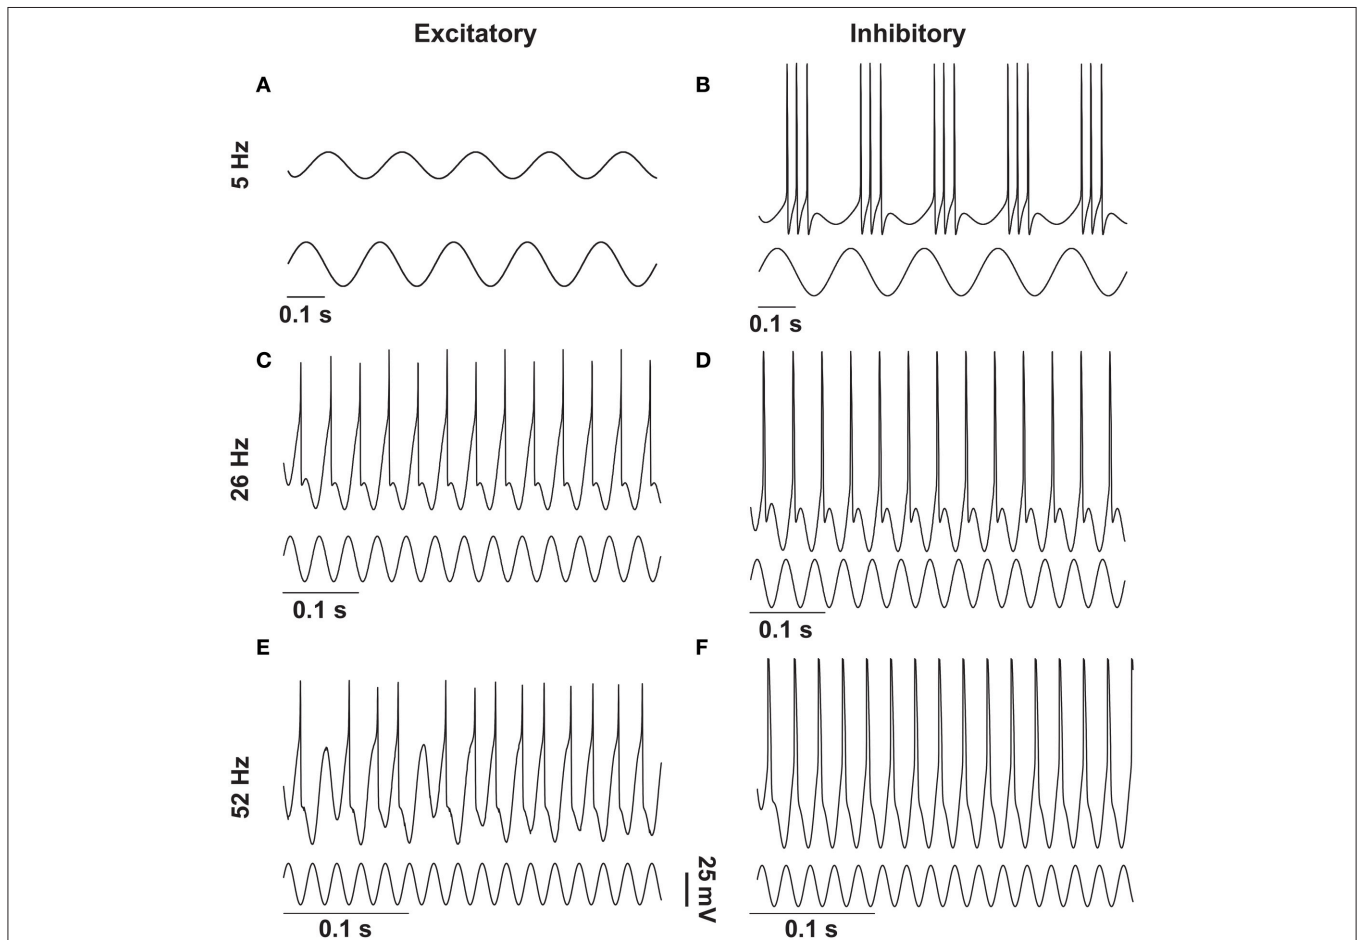 Excitatory
Inhibitory
A
B
5 Hz
0.1 s
0.1 s
C
D
26 Hz
0.1 s
0.1 s
E
F
52 Hz
25 mV
0.1 s
0.1 s